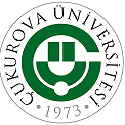 ÇUKUROVA ÜNİVERSİTESİ
• 1973 •